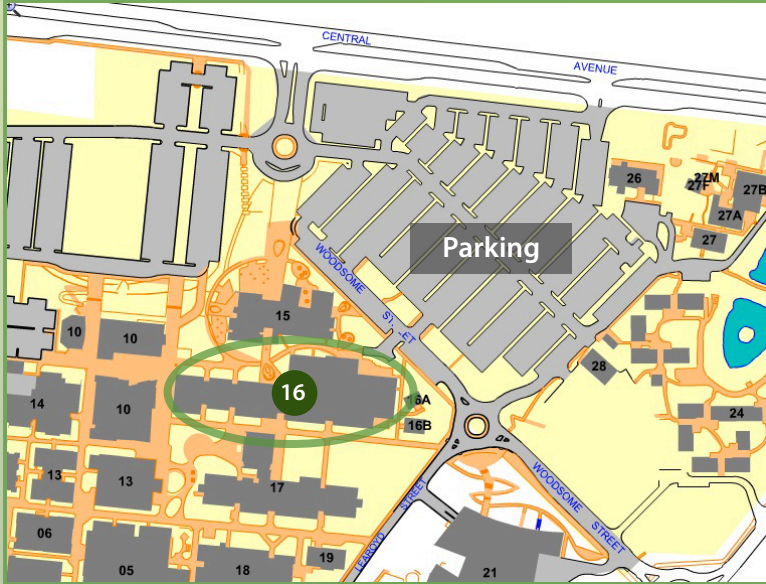 CENTRAL
AVENUE
26
27M
27F
27B
27A
27
Parking
WOODSOME
STREET
15
10
10
28
16
16A
16B
14
10
24
13
13
17
LEAROYD
STREET
WOODSOME
STREET
06
05
18
19
21